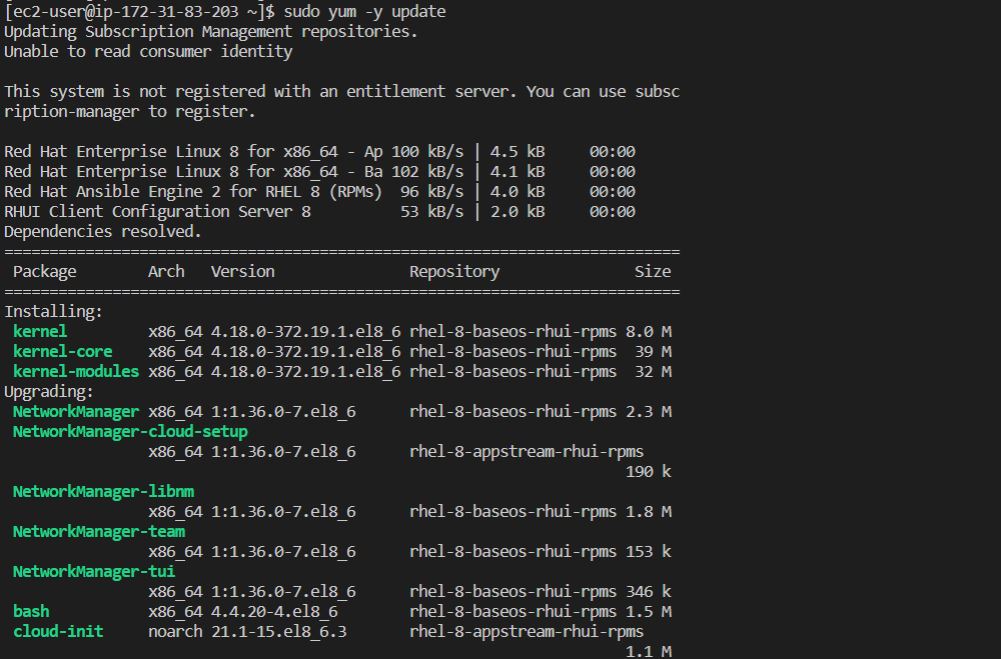 [ec2-user@ip-172-31-83-203 ~]$ sudo yum -y update
Updating Subscription Management repositories.
Unable to read consumer identity

This system is not registered with an entitlement server. You can use subsc
ription-manager to register.

Red Hat Enterprise Linux 8 for x86_64 - Ap 100 kB/s | 4.5 kB     00:00
Red Hat Enterprise Linux 8 for x86_64 - Ba 102 kB/s | 4.1 kB     00:00
Red Hat Ansible Engine 2 for RHEL 8 (RPMs)  96 kB/s | 4.0 kB     00:00
RHUI Client Configuration Server 8          53 kB/s | 2.0 kB     00:00
Dependencies resolved.
===========================================================================
 Package        Arch   Version               Repository               Size
===========================================================================
Installing:
 kernel         x86_64 4.18.0-372.19.1.el8_6 rhel-8-baseos-rhui-rpms 8.0 M
 kernel-core    x86_64 4.18.0-372.19.1.el8_6 rhel-8-baseos-rhui-rpms  39 M
 kernel-modules x86_64 4.18.0-372.19.1.el8_6 rhel-8-baseos-rhui-rpms  32 M
Upgrading:
 NetworkManager x86_64 1:1.36.0-7.el8_6      rhel-8-baseos-rhui-rpms 2.3 M
 NetworkManager-cloud-setup
                x86_64 1:1.36.0-7.el8_6      rhel-8-appstream-rhui-rpms
                                                                     190 k
 NetworkManager-libnm
                x86_64 1:1.36.0-7.el8_6      rhel-8-baseos-rhui-rpms 1.8 M
 NetworkManager-team
                x86_64 1:1.36.0-7.el8_6      rhel-8-baseos-rhui-rpms 153 k
 NetworkManager-tui
                x86_64 1:1.36.0-7.el8_6      rhel-8-baseos-rhui-rpms 346 k
 bash           x86_64 4.4.20-4.el8_6        rhel-8-baseos-rhui-rpms 1.5 M
 cloud-init     noarch 21.1-15.el8_6.3       rhel-8-appstream-rhui-rpms
                                                                     1.1 M